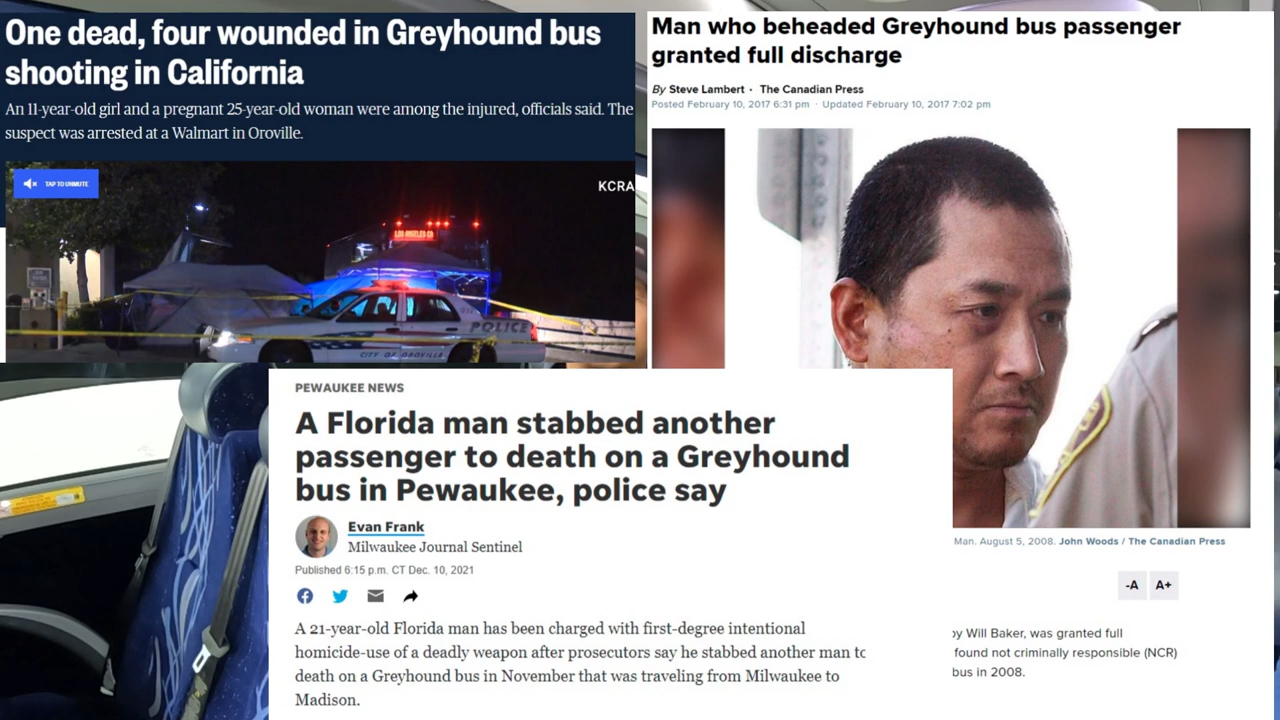 One dead, four wounded in Greyhound bus
shooting in California
An 11-year-old girl and a pregnant 25-year-old woman were among the injured, officials said. The
suspect was arrested at a Walmart in Oroville.
TAP TO UNMUTE
KCRA
LOS ANGELES CA
POLICE
CITY OF OROVILLE
Man who beheaded Greyhound bus passenger
granted full discharge
By Steve Lambert • The Canadian Press
Posted February 10, 2017 6:31 pm · Updated February 10, 2017 7:02 pm
Man. August 5, 2008. John Woods / The Canadian Press
-A A+
by Will Baker, was granted full
found not criminally responsible (NCR)
bus in 2008.
PEWAUKEE NEWS
A Florida man stabbed another
passenger to death on a Greyhound
bus in Pewaukee, police say
Evan Frank
Milwaukee Journal Sentinel
Published 6:15 p.m. CT Dec. 10, 2021
A 21-year-old Florida man has been charged with first-degree intentional
homicide-use of a deadly weapon after prosecutors say he stabbed another man to
death on a Greyhound bus in November that was traveling from Milwaukee to
Madison.